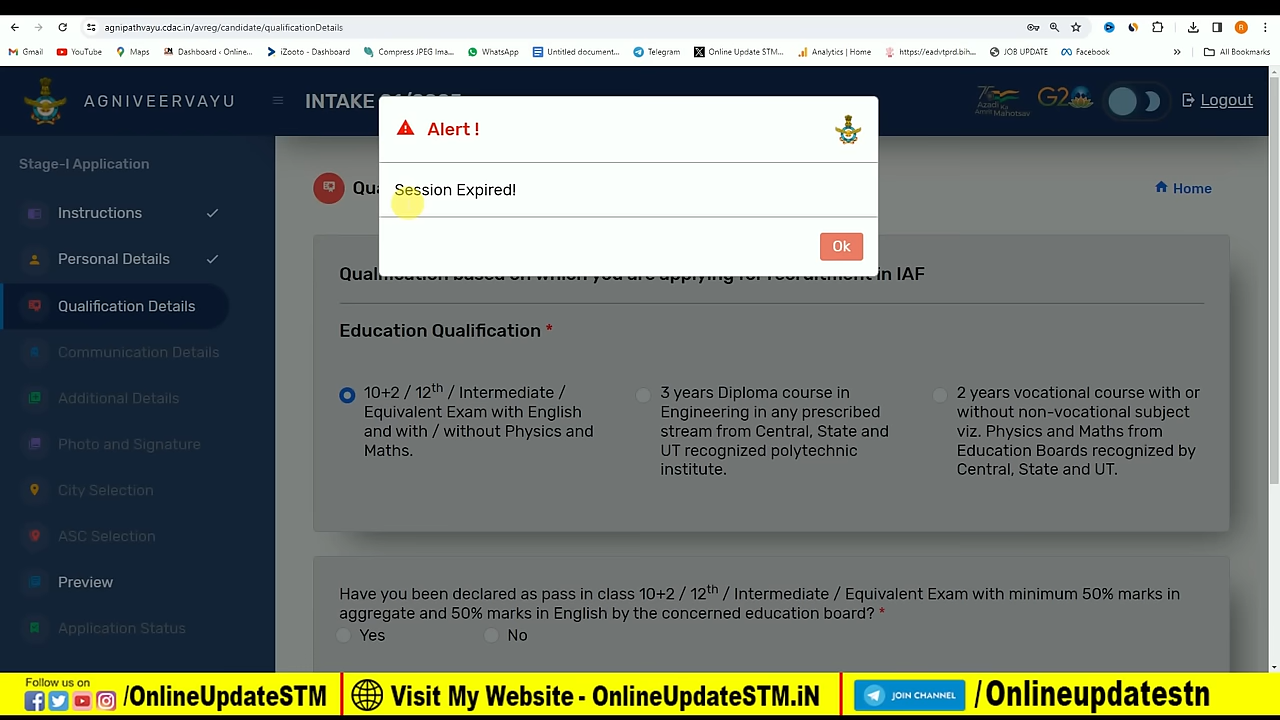 agnipathvayu.cdac.in/avreg/candidate/qualificationDetails
R
Gmail YouTube Maps Dashboard ‹ Online... iZooto - Dashboard Compress JPEG Ima... WhatsApp Untitled document... Telegram Online Update STM... Analytics | Home https://eadvtprd.bih... JOB UPDATE Facebook » All Bookmarks
AGNIVEERVAYU
INTAKE
75 Azadi Ka Amrit Mahotsav
G20
Logout
Alert !
Session Expired!
Ok
Stage-I Application
Instructions
Personal Details
Qualification Details
Communication Details
Additional Details
Photo and Signature
City Selection
ASC Selection
Preview
Application Status
Qu
Home
Qualification based on which you are applying for recruitment in IAF
Education Qualification *
10+2 / 12th / Intermediate /
Equivalent Exam with English
and with / without Physics and
Maths.
3 years Diploma course in
Engineering in any prescribed
stream from Central, State and
UT recognized polytechnic
institute.
2 years vocational course with or
without non-vocational subject
viz. Physics and Maths from
Education Boards recognized by
Central, State and UT.
Have you been declared as pass in class 10+2 / 12th / Intermediate / Equivalent Exam with minimum 50% marks in
aggregate and 50% marks in English by the concerned education board? *
Yes No
Follow us on
/OnlineUpdateSTM
Visit My Website - OnlineUpdateSTM.iN
JOIN CHANNEL /Onlineupdatestn